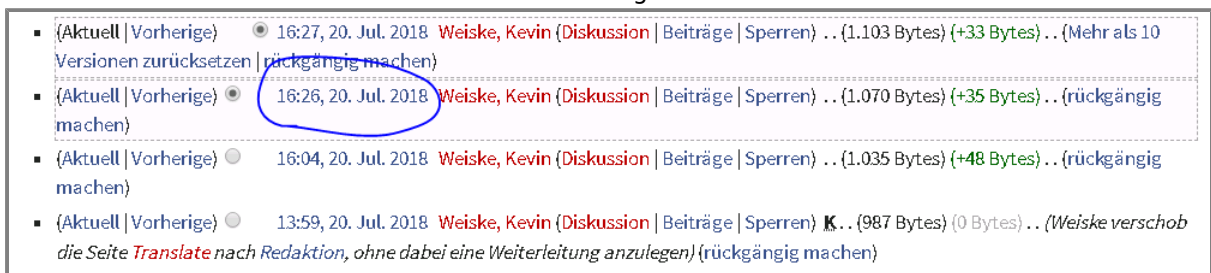 (Aktuell | Vorherige) 16:27, 20. Jul. 2018 Weiske, Kevin (Diskussion | Beiträge | Sperren) . . (1.103 Bytes) (+33 Bytes) . . (Mehr als 10
Versionen zurücksetzen | rückgängig machen)
(Aktuell | Vorherige) 16:26, 20. Jul. 2018 Weiske, Kevin (Diskussion | Beiträge | Sperren) . . (1.070 Bytes) (+35 Bytes) . . (rückgängig
machen)
(Aktuell | Vorherige) 16:04, 20. Jul. 2018 Weiske, Kevin (Diskussion | Beiträge | Sperren) . . (1.035 Bytes) (+48 Bytes) . . (rückgängig
machen)
(Aktuell | Vorherige) 13:59, 20. Jul. 2018 Weiske, Kevin (Diskussion | Beiträge | Sperren) K . . (987 Bytes) (0 Bytes) . . (Weiske verschob
die Seite Translate nach Redaktion, ohne dabei eine Weiterleitung anzulegen) (rückgängig machen)